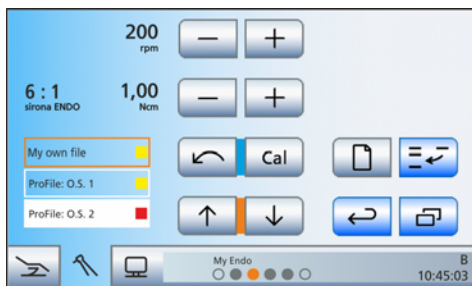 200
rpm
6 : 1
sirona ENDO
1,00
Ncm
My own file
Cal
ProFile: O.S. 1
ProFile: O.S. 2
My Endo
B
10:45:03